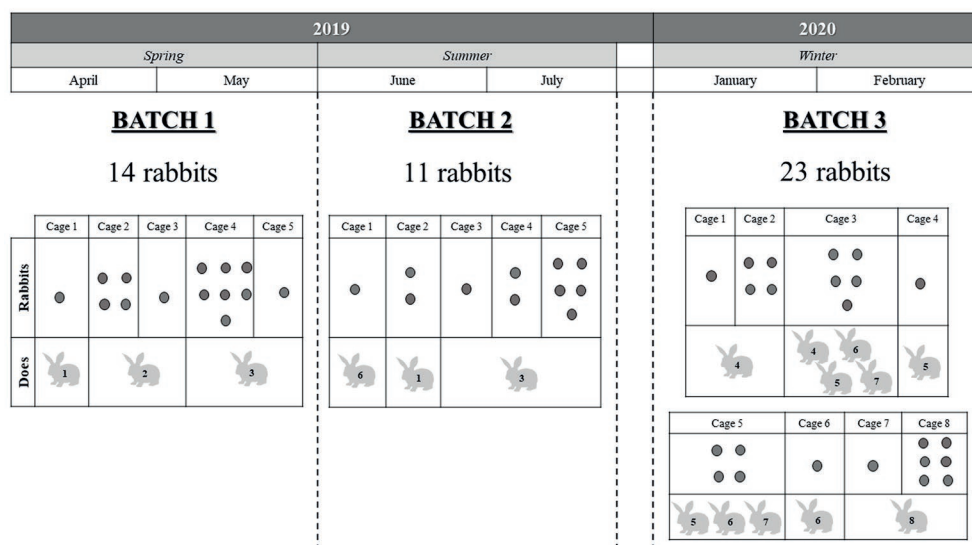 2019 2020
Spring Summer Winter
April May June July January February
BATCH 1 BATCH 2 BATCH 3
14 rabbits 11 rabbits 23 rabbits
Cage 1 Cage 2 Cage 3 Cage 4 Cage 5
Rabbits
Does
1 2 3
Cage 1 Cage 2 Cage 3 Cage 4 Cage 5
6 1 3
Cage 1 Cage 2 Cage 3 Cage 4
4 4 6 5 7 5
Cage 5 Cage 6 Cage 7 Cage 8
5 6 7 6 8